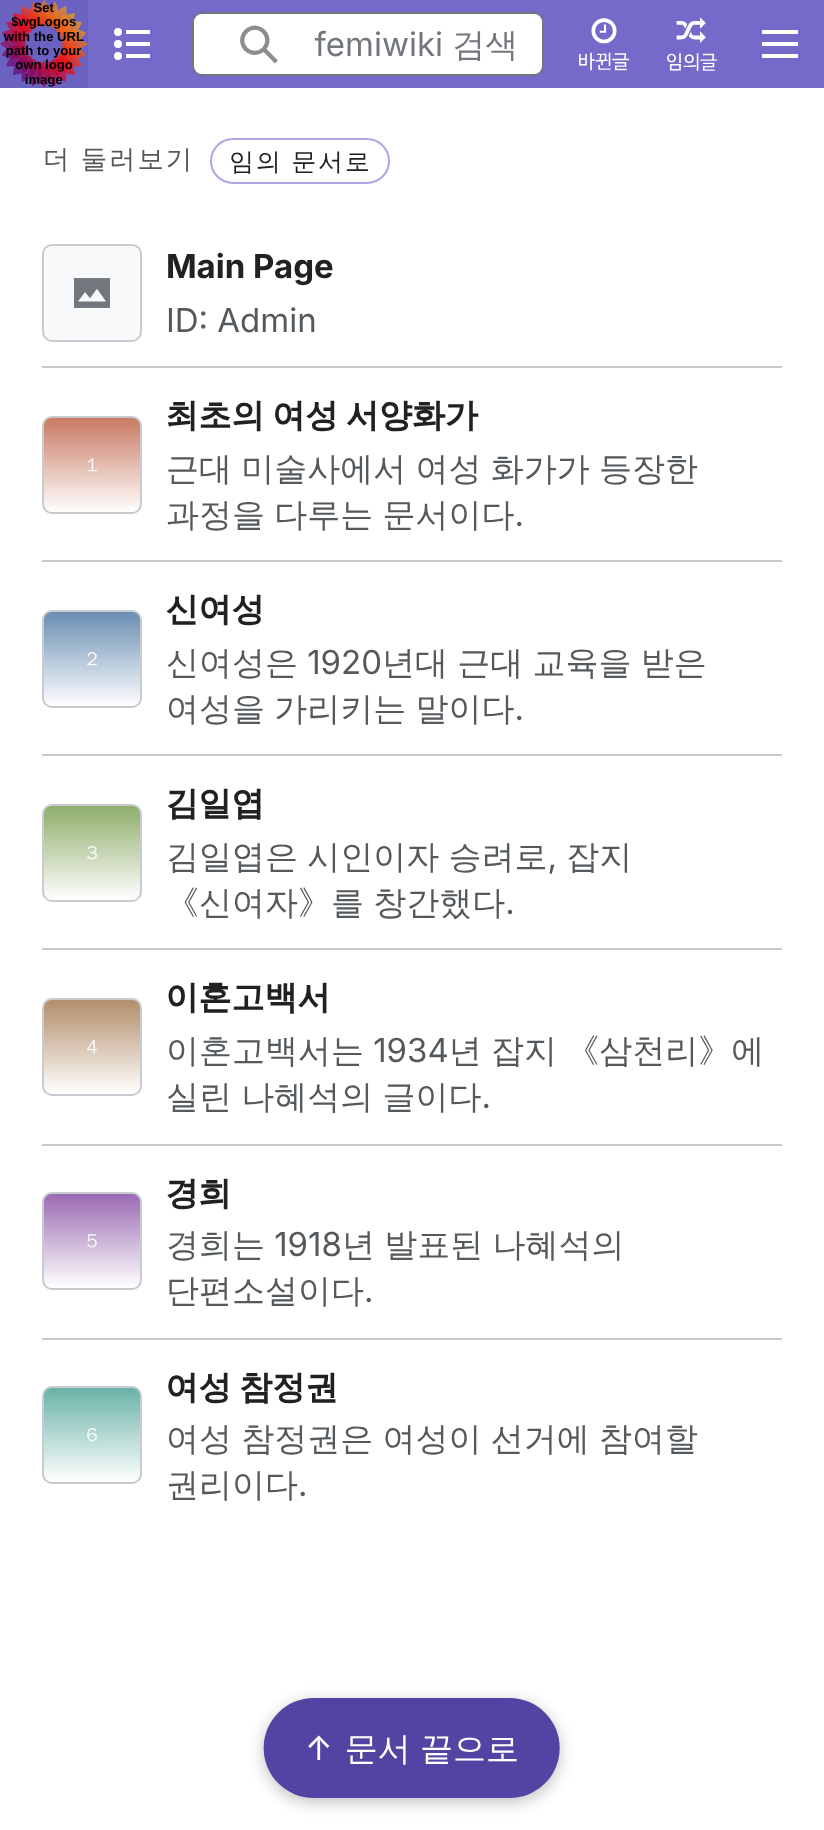 Set
$wgLogos
with the URL
path to your
own logo
image
femiwiki 검색
바뀐글
임의글
더 둘러보기
임의 문서로
Main Page
ID: Admin
1
최초의 여성 서양화가
근대 미술사에서 여성 화가가 등장한
과정을 다루는 문서이다.
2
신여성
신여성은 1920년대 근대 교육을 받은
여성을 가리키는 말이다.
3
김일엽
김일엽은 시인이자 승려로, 잡지
《신여자》를 창간했다.
4
이혼고백서
이혼고백서는 1934년 잡지 《삼천리》에
실린 나혜석의 글이다.
5
경희
경희는 1918년 발표된 나혜석의
단편소설이다.
6
여성 참정권
여성 참정권은 여성이 선거에 참여할
권리이다.
↑ 문서 끝으로